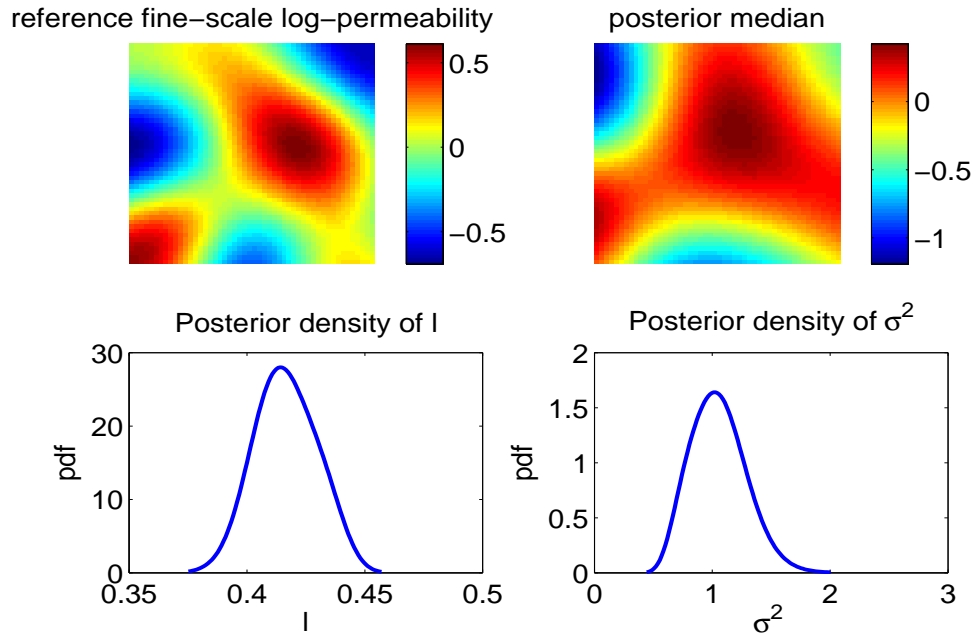 reference fine−scale log−permeability
0.5
0
−0.5
posterior median
0
−0.5
−1
Posterior density of l
pdf
30
20
10
0
0.35
0.4
0.45
0.5
l
Posterior density of σ²
pdf
2
1.5
1
0.5
0
0
1
2
3
σ²